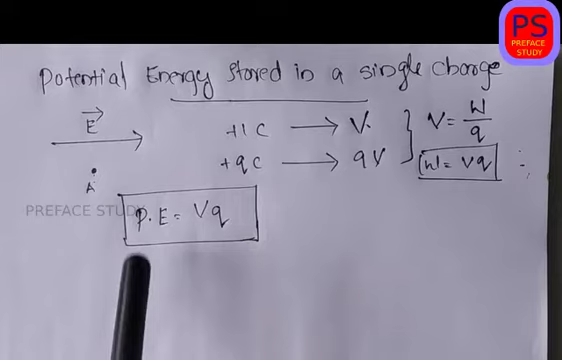 PS
PREFACE
STUDY
Potential Energy stored in a single charge
E
+1 C → V.
V = W/q
+q C → qV
W = Vq
A
PREFACE STUDY
P.E = Vq